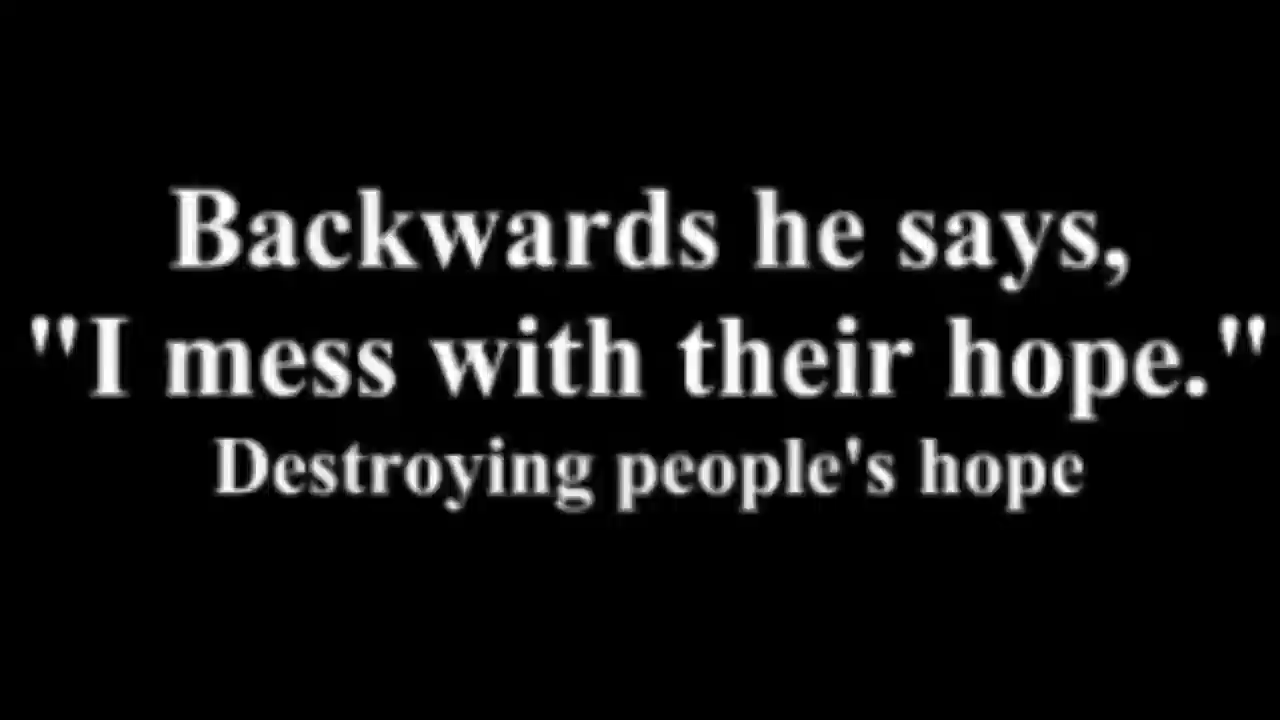 Backwards he says,
"I mess with their hope."
Destroying people's hope